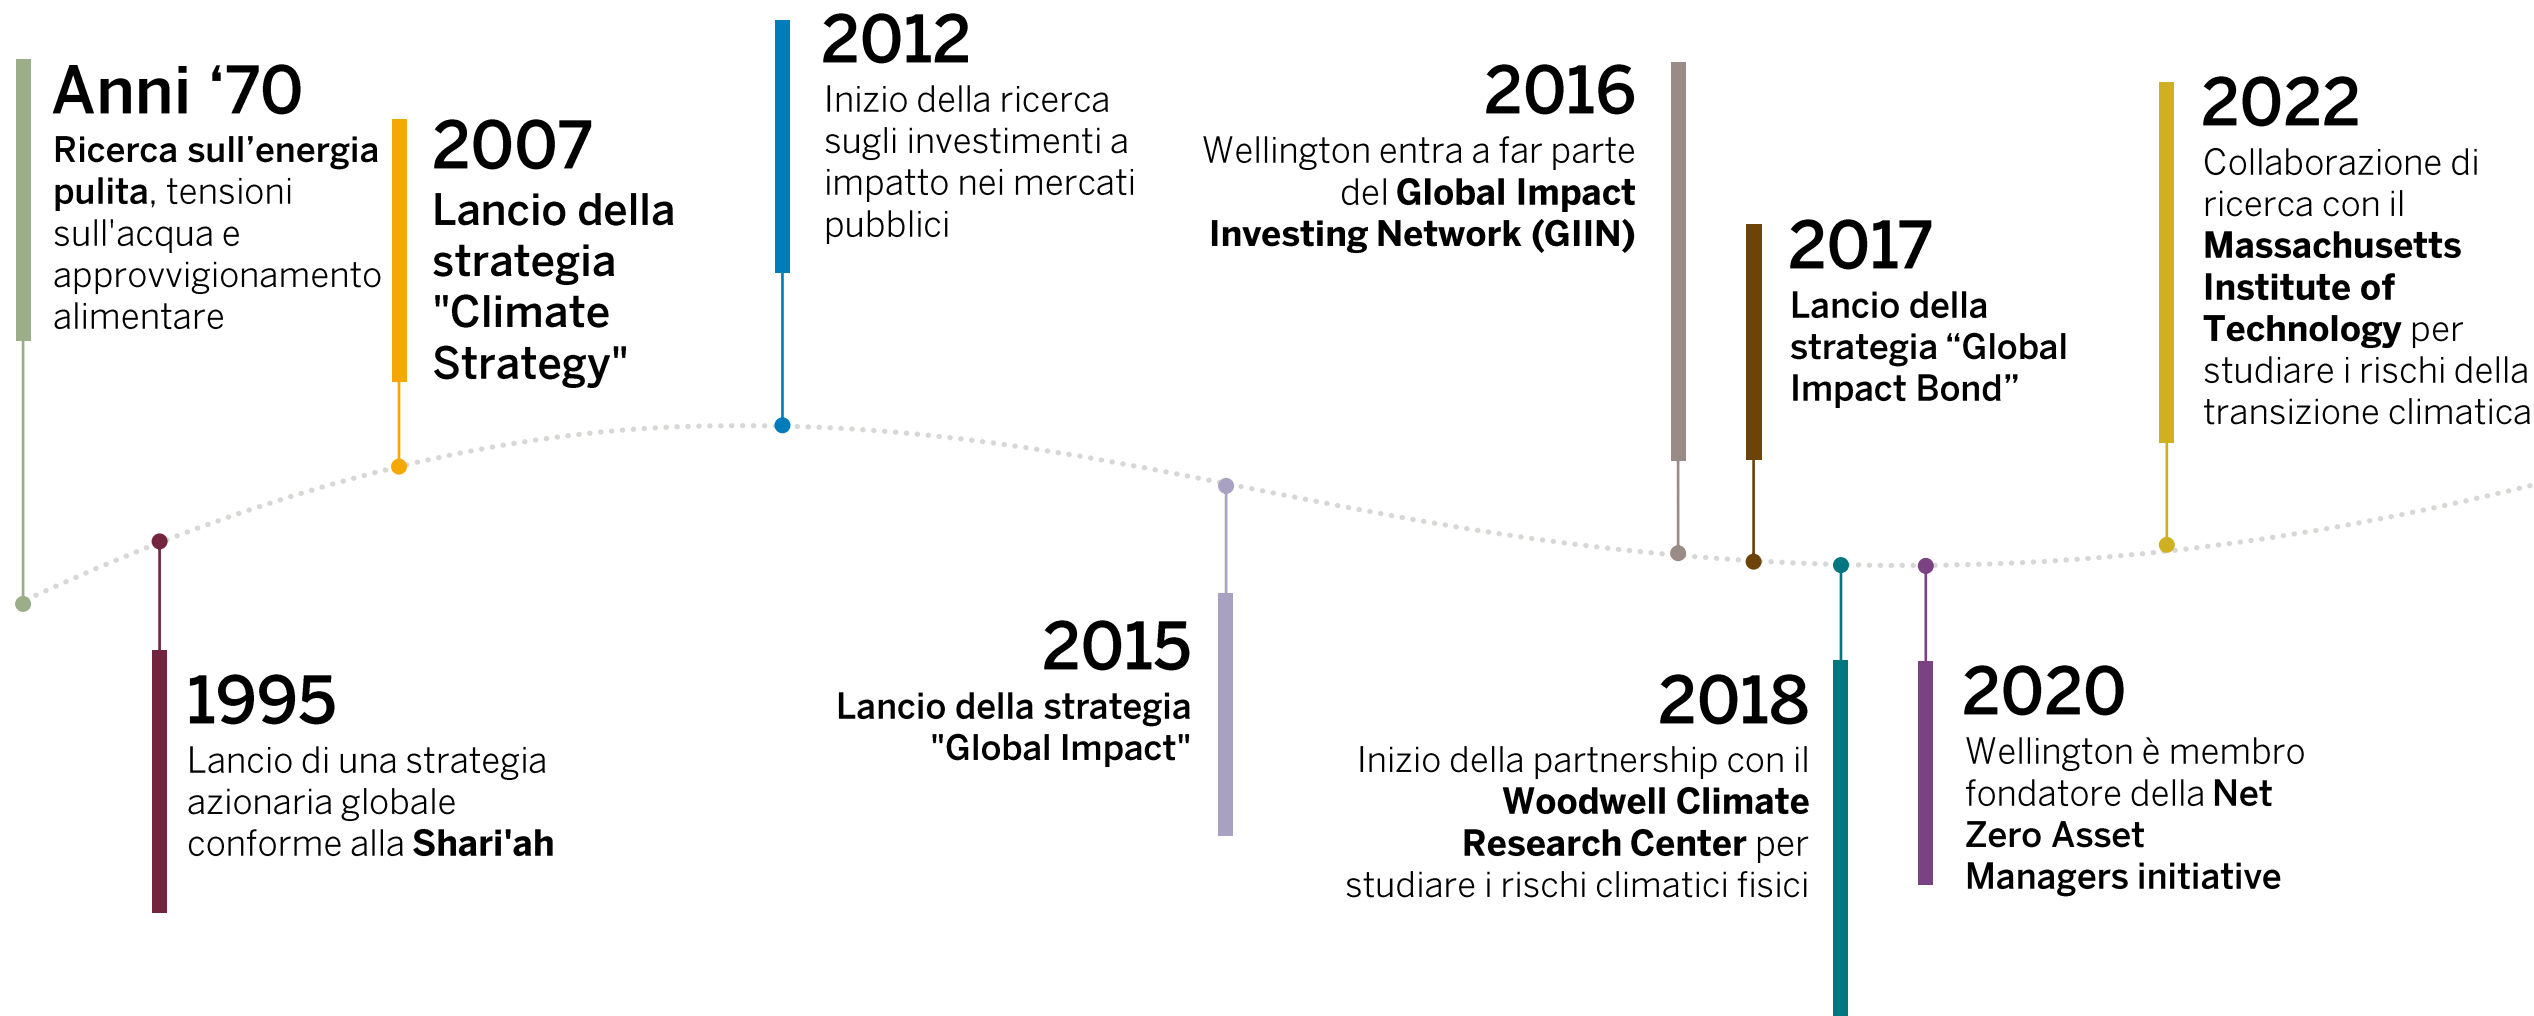 Anni ‘70
Ricerca sull’energia
pulita, tensioni
sull'acqua e
approvvigionamento
alimentare
1995
Lancio di una strategia
azionaria globale
conforme alla Shari'ah
2007
Lancio della
strategia
"Climate
Strategy"
2012
Inizio della ricerca
sugli investimenti a
impatto nei mercati
pubblici
2015
Lancio della strategia
"Global Impact"
2016
Wellington entra a far parte
del Global Impact
Investing Network (GIIN)
2017
Lancio della
strategia “Global
Impact Bond”
2018
Inizio della partnership con il
Woodwell Climate
Research Center per
studiare i rischi climatici fisici
2020
Wellington è membro
fondatore della Net
Zero Asset
Managers initiative
2022
Collaborazione di
ricerca con il
Massachusetts
Institute of
Technology per
studiare i rischi della
transizione climatica